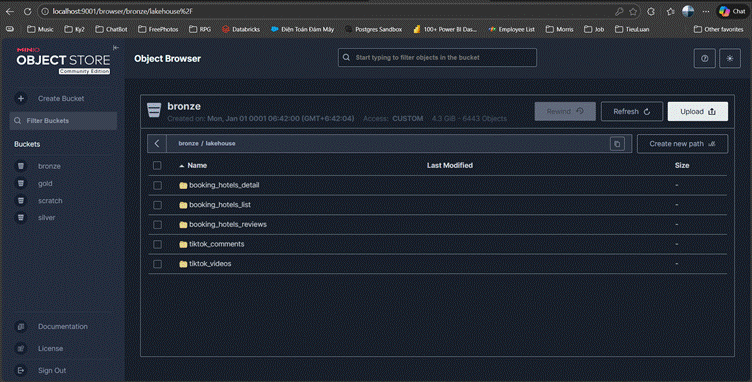 localhost:9001/browser/bronze/lakehouse%2F
Chat
Music
Ky2
ChatBot
FreePhotos
RPG
Databricks
Điện Toán Đám Mây
Postgres Sandbox
100+ Power BI Das...
Employee List
Morris
Job
TieuLuan
Other favorites
MINIO
OBJECT STORE
Community Edition
Object Browser
Start typing to filter objects in the bucket
Create Bucket
Filter Buckets
Buckets
bronze
gold
scratch
silver
Documentation
License
Sign Out
bronze
Created on: Mon, Jan 01 0001 06:42:00 (GMT+6:42:04) Access: CUSTOM 4.3 GiB - 6443 Objects
Rewind
Refresh
Upload
bronze / lakehouse
Create new path
Name Last Modified Size
booking_hotels_detail -
booking_hotels_list -
booking_hotels_reviews -
tiktok_comments -
tiktok_videos -